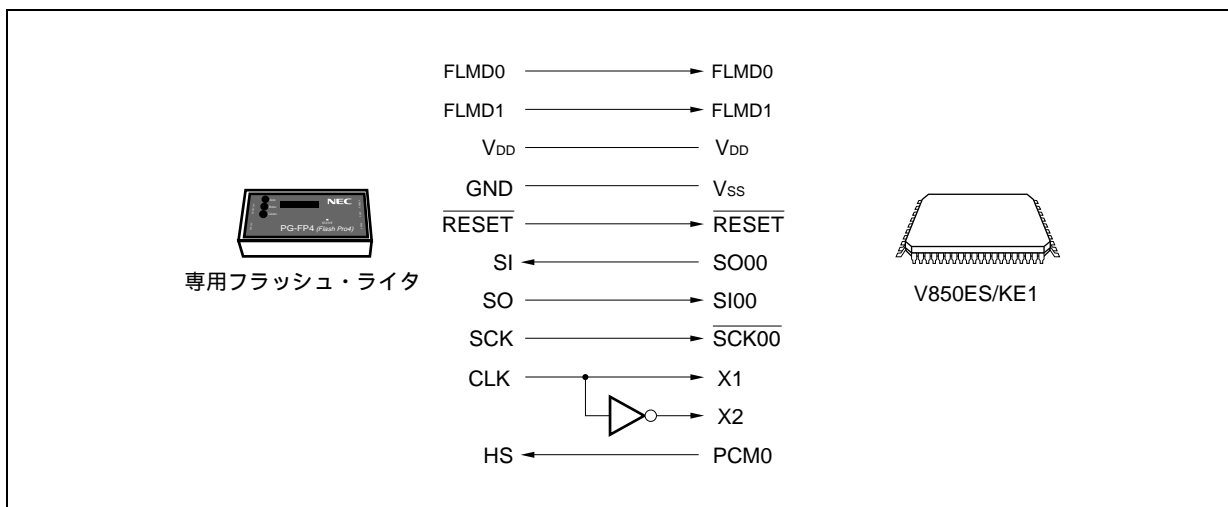 FLMD0 FLMD0
FLMD1 FLMD1
VDD VDD
GND VSS
RESET RESET
SI SO00
SO SI00
SCK SCK00
CLK X1
X2
HS PCM0
NEC
PG-FP4 (Flash Pro4)
専用フラッシュ・ライタ
V850ES/KE1